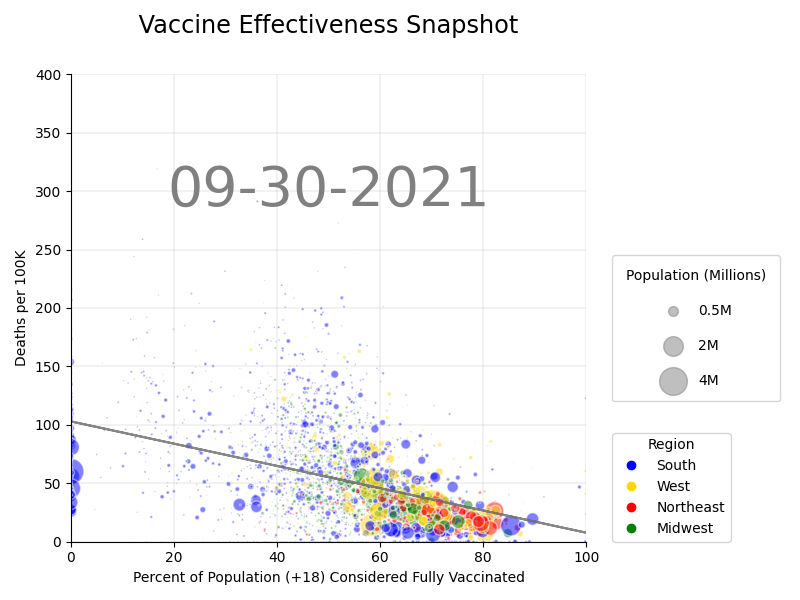 Vaccine Effectiveness Snapshot
400
350
300
250
200
150
100
50
0
Deaths per 100K
09-30-2021
0
20
40
60
80
100
Percent of Population (+18) Considered Fully Vaccinated
Population (Millions)
0.5M
2M
4M
Region
South
West
Northeast
Midwest